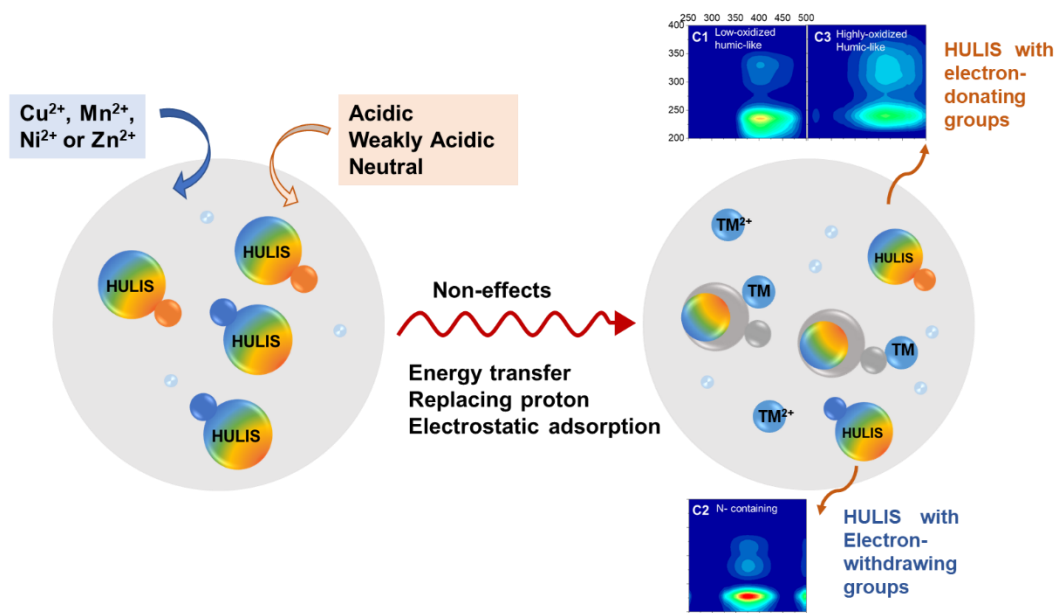 Cu²⁺, Mn²⁺,
Ni²⁺ or Zn²⁺
Acidic
Weakly Acidic
Neutral
HULIS
HULIS
HULIS
HULIS
Non-effects
Energy transfer
Replacing proton
Electrostatic adsorption
250 300 350 400 450 500
400
350
300
250
200
C1 Low-oxidized
humic-like
C3 Highly-oxidized
Humic-like
HULIS with
electron-
donating
groups
TM²⁺
HULIS
TM
TM
TM²⁺
HULIS
C2 N- containing
HULIS with
Electron-
withdrawing
groups